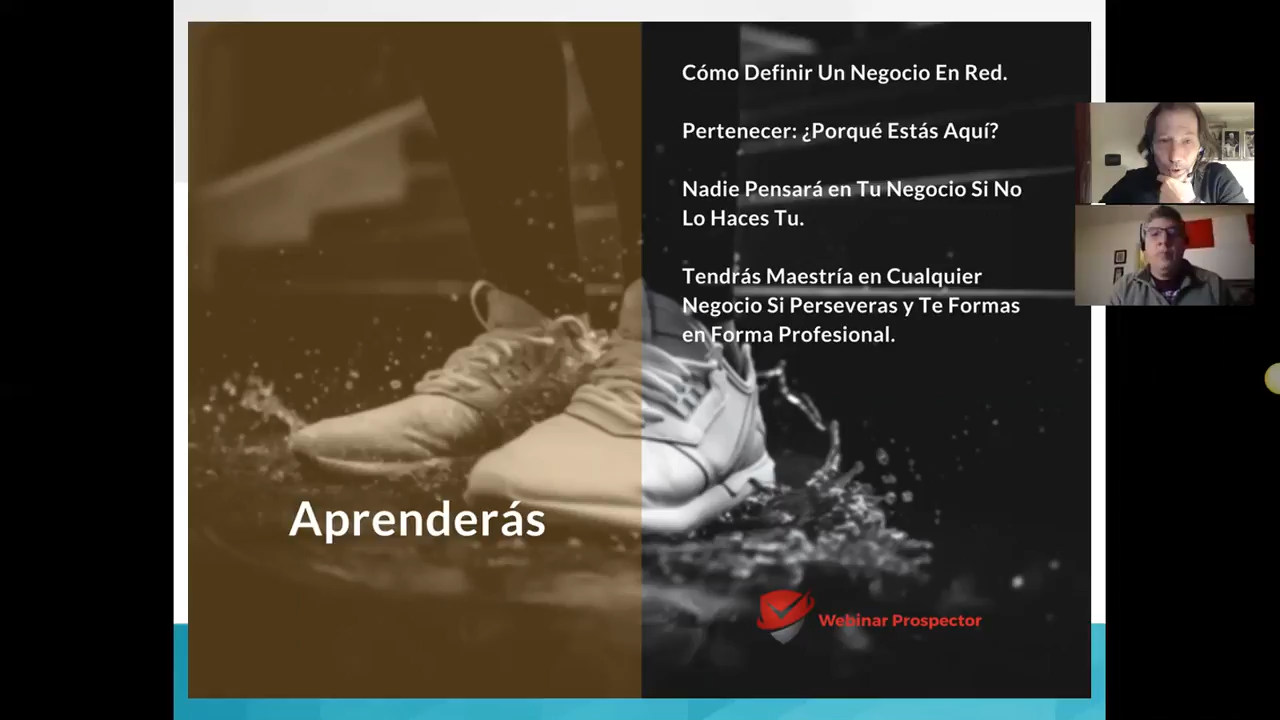 Cómo Definir Un Negocio En Red.
Pertenecer: ¿Porqué Estás Aquí?
Nadie Pensará en Tu Negocio Si No
Lo Haces Tu.
Tendrás Maestría en Cualquier
Negocio Si Perseveras y Te Formas
en Forma Profesional.
Aprenderás
Webinar Prospector